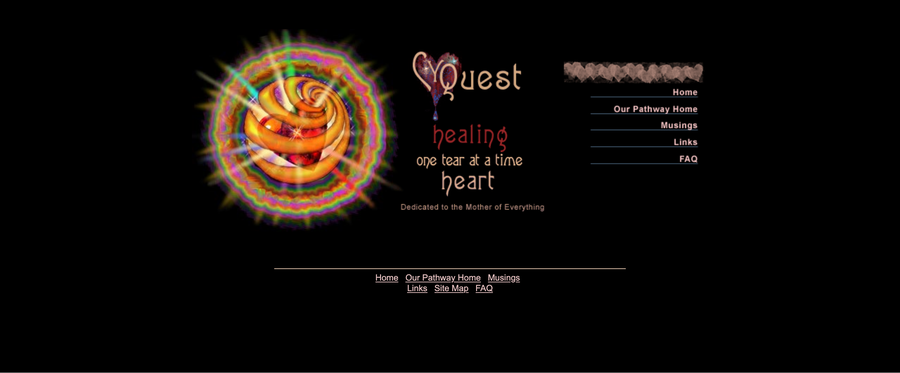 Quest
healing
one tear at a time
heart
Dedicated to the Mother of Everything
Home
Our Pathway Home
Musings
Links
FAQ
Home Our Pathway Home Musings
Links Site Map FAQ